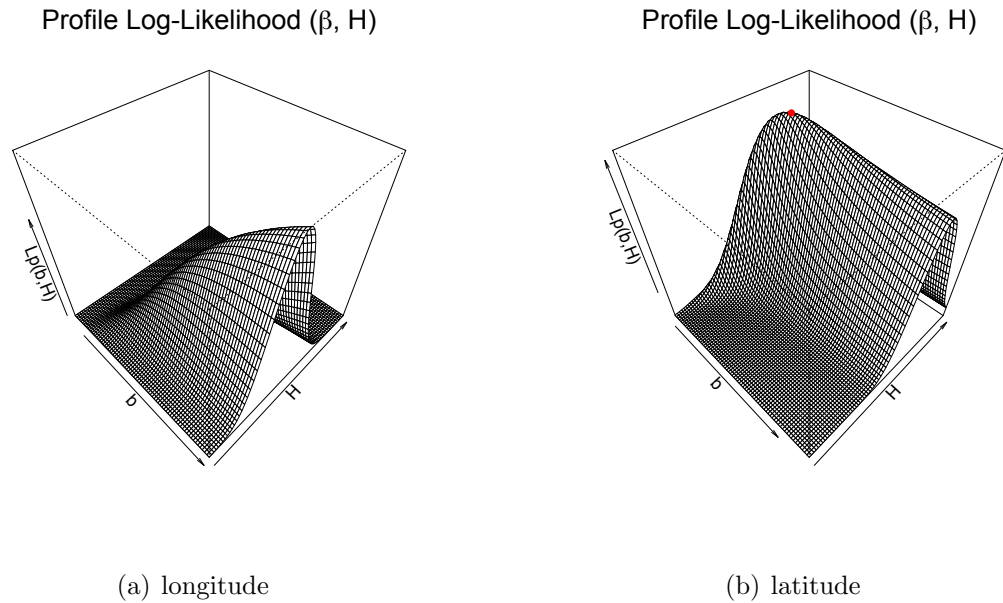 Profile Log-Likelihood (β, H)
Lp(b,H)
b
H
(a) longitude
Profile Log-Likelihood (β, H)
Lp(b,H)
b
H
(b) latitude